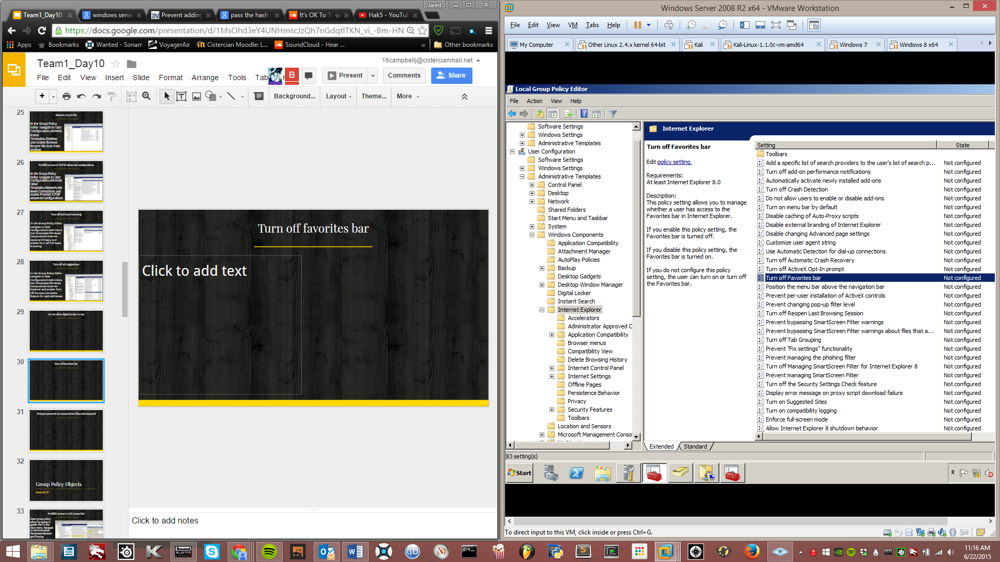 Jared
Team1_Day10
windows serve
Prevent adding
pass the hash
It's OK To T
Hak5 - YouTub
https://docs.google.com/presentation/d/1MsOhd3eY4UNHmscJzQh7nGdqtlTKN_vi_-Bm-HN
Apps
Bookmarks
Wanted - Sonarr
VoyagerAir
Cistercian Moodle: L...
SoundCloud - Hear ...
»
Other bookmarks
Team1_Day10
16campbellj@cistercianmail.net
File Edit View Insert Slide Format Arrange Tools Tab
B
Present
Comments
Share
Background...
Layout
Theme...
More
25
Remove recycle bin
In the Group Policy
Editor navigate to User
Configuration>Adminis
trative
Templates>Desktop
and enable Remove
Recycle Bin Icon from
desktop
26
Prohibit access to TCP/IP advanced configurations
In the Group Policy
Editor navigate to User
Configuration>Administ
rative
Templates>Network>Ne
twork Connections and
enable Prohibit TCP/IP
advanced configurations
27
Turn off InPrivate browsing
In the Group Policy Editor
navigate to User
Configuration>Administra
tive Templates>Windows
Components>Internet
Explorer>Privacy and
enable Turn off InPrivate
Browsing
28
Turn off url suggestions
In the Group Policy Editor
navigate to User
Configuration>Administra
tive Templates>Windows
Components>Internet
Explorer and enable Turn
off the auto-complete
feature for web addresses
29
Do not allow digital locker to run
30
Turn off favorites bar
31
Prompt password on resume from hibernate/suspend
32
Group Policy Objects
33
Prohibit access to LAN properties
Open group policy
editor by typing in
gpedit.msc in the
start menu. Navigate
to Administrative
Templates\Network
and Sharing
Turn off favorites bar
Click to add text
Click to add notes
Windows Server 2008 R2 x64 - VMware Workstation
File Edit View VM Tabs Help
My Computer
Other Linux 2.4.x kernel 64-bit
Kali
Kali-Linux-1.1.0c-vm-amd64
Windows 7
Windows 8 x64
Local Group Policy Editor
File Action View Help
Software Settings
Windows Settings
Administrative Templates
User Configuration
Software Settings
Windows Settings
Administrative Templates
Control Panel
Desktop
Network
Shared Folders
Start Menu and Taskbar
System
Windows Components
Application Compatibility
Attachment Manager
AutoPlay Policies
Backup
Desktop Gadgets
Desktop Window Manager
Digital Locker
Instant Search
Internet Explorer
Accelerators
Administrator Approved C
Application Compatibility
Browser menus
Compatibility View
Delete Browsing History
Internet Control Panel
Internet Settings
Offline Pages
Persistence Behavior
Privacy
Security Features
Toolbars
Location and Sensors
Microsoft Management Conso
Internet Explorer
Turn off Favorites bar
Edit policy setting
Requirements:
At least Internet Explorer 8.0
Description:
This policy setting allows you to manage
whether a user has access to the
Favorites bar in Internet Explorer.
If you enable this policy setting, the
Favorites bar is turned off.
If you disable this policy setting, the
Favorites bar is turned on.
If you do not configure this policy
setting, the user can turn on or turn off
the Favorites bar.
Setting State
Toolbars
Add a specific list of search providers to the user's list of search p... Not configured
Turn off add-on performance notifications Not configured
Automatically activate newly installed add-ons Not configured
Turn off Crash Detection Not configured
Do not allow users to enable or disable add-ons Not configured
Turn on menu bar by default Not configured
Disable caching of Auto-Proxy scripts Not configured
Disable external branding of Internet Explorer Not configured
Disable changing Advanced page settings Not configured
Customize user agent string Not configured
Use Automatic Detection for dial-up connections Not configured
Turn off Automatic Crash Recovery Not configured
Turn off ActiveX Opt-In prompt Not configured
Turn off Favorites bar Not configured
Position the menu bar above the navigation bar Not configured
Prevent per-user installation of ActiveX controls Not configured
Prevent changing pop-up filter level Not configured
Turn off Reopen Last Browsing Session Not configured
Prevent bypassing SmartScreen Filter warnings Not configured
Prevent bypassing SmartScreen Filter warnings about files that a... Not configured
Turn off Tab Grouping Not configured
Prevent "Fix settings" functionality Not configured
Prevent managing the phishing filter Not configured
Turn off Managing SmartScreen Filter for Internet Explorer 8 Not configured
Prevent managing SmartScreen Filter Not configured
Turn off the Security Settings Check feature Not configured
Display error message on proxy script download failure Not configured
Turn on Suggested Sites Not configured
Turn on compatibility logging Not configured
Enforce full-screen mode Not configured
Allow Internet Explorer 8 shutdown behavior Not configured
Extended Standard
83 setting(s)
Start
To direct input to this VM, click inside or press Ctrl+G.
11:16 AM
6/22/2015